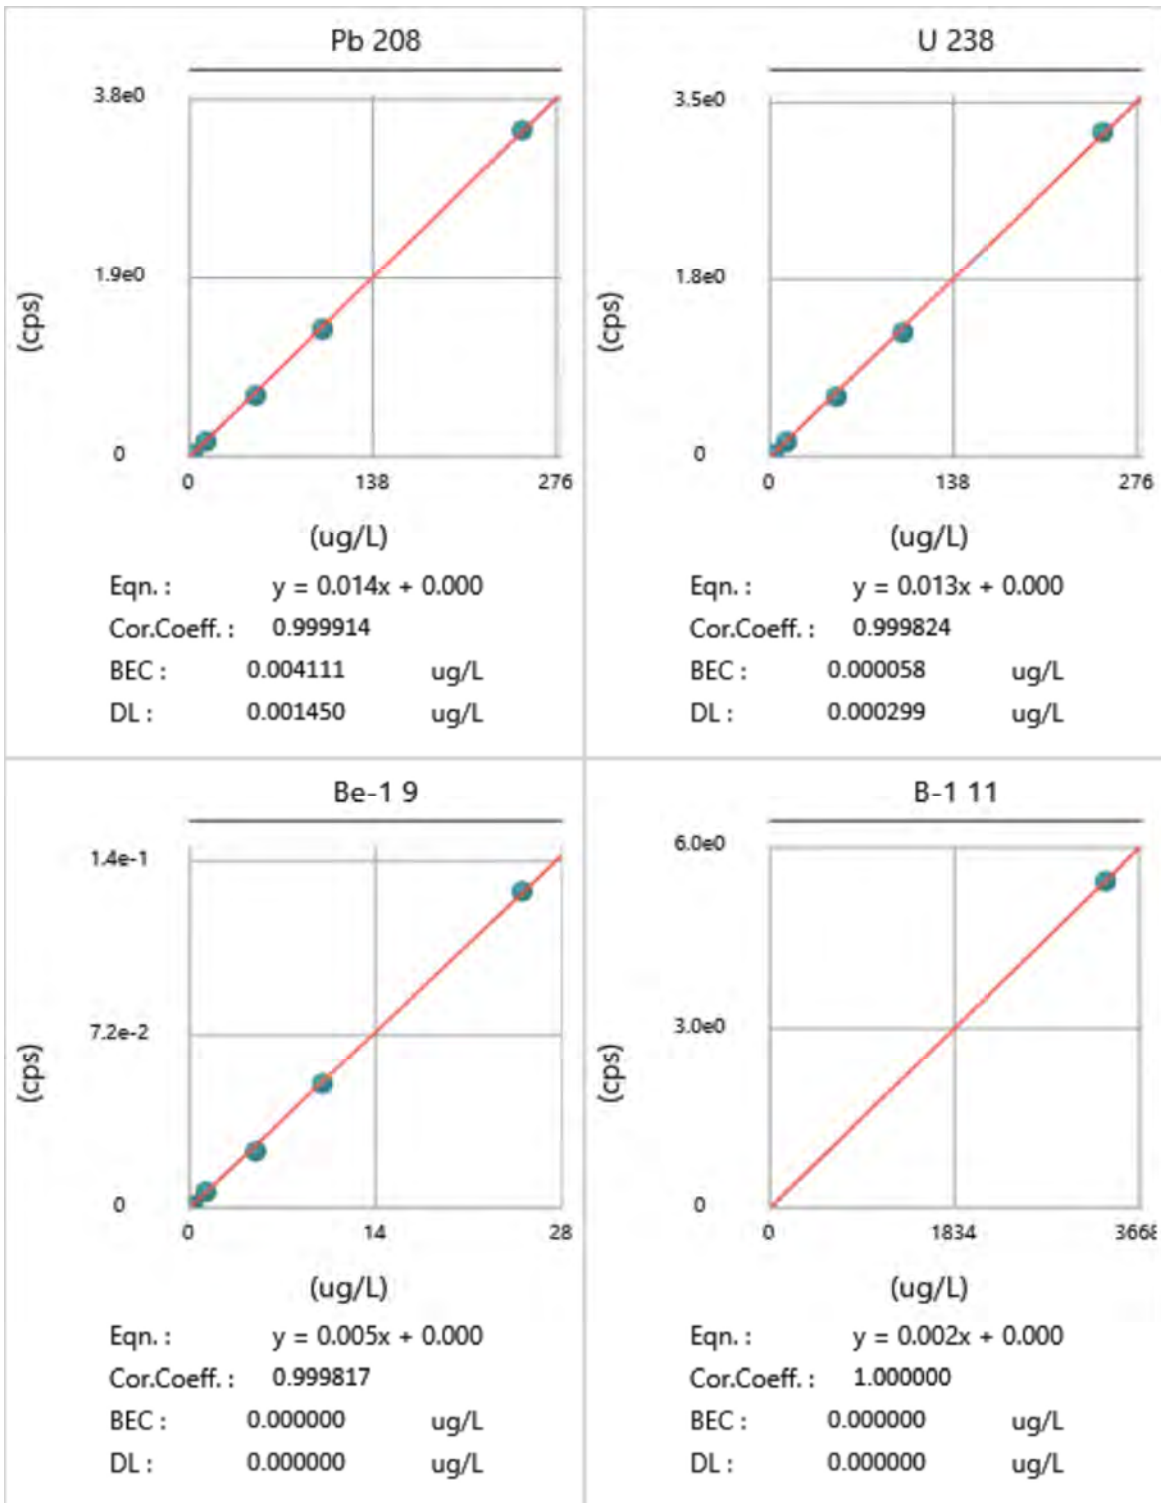 Pb 208
3.8e0
1.9e0
0
(cps)
0 138 276
(ug/L)
Eqn. : y = 0.014x + 0.000
Cor.Coeff. : 0.999914
BEC : 0.004111 ug/L
DL : 0.001450 ug/L
U 238
3.5e0
1.8e0
0
(cps)
0 138 276
(ug/L)
Eqn. : y = 0.013x + 0.000
Cor.Coeff. : 0.999824
BEC : 0.000058 ug/L
DL : 0.000299 ug/L
Be-1 9
1.4e-1
7.2e-2
0
(cps)
0 14 28
(ug/L)
Eqn. : y = 0.005x + 0.000
Cor.Coeff. : 0.999817
BEC : 0.000000 ug/L
DL : 0.000000 ug/L
B-1 11
6.0e0
3.0e0
0
(cps)
0 1834 3668
(ug/L)
Eqn. : y = 0.002x + 0.000
Cor.Coeff. : 1.000000
BEC : 0.000000 ug/L
DL : 0.000000 ug/L